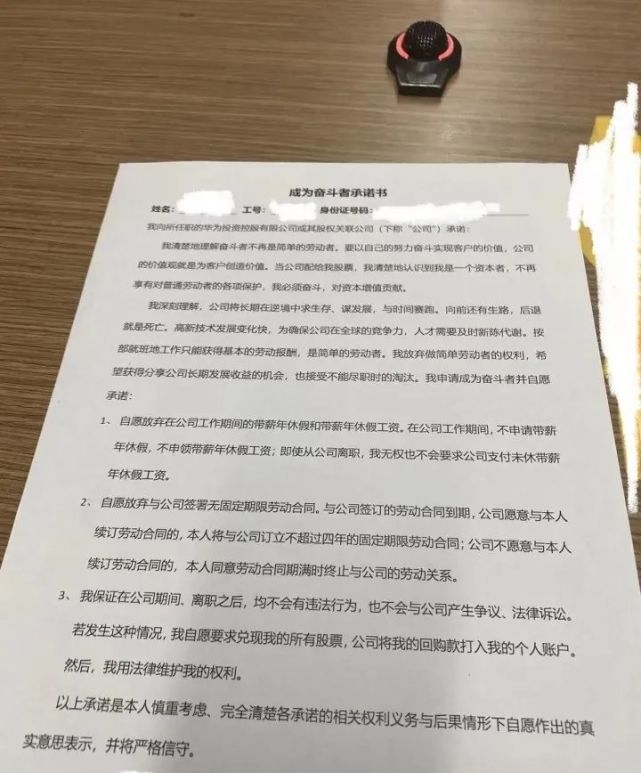 成为奋斗者承诺书
姓名： 工号： 身份证号码：
我向所任职的华为投资控股有限公司或其股权关联公司（下称“公司”）承诺：
我清楚地理解奋斗者不再是简单的劳动者。要以自己的努力奋斗实现客户的价值，公司
的价值观就是为客户创造价值。当公司配给我股票，我清楚地认识到我是一个资本者，不再
享有对普通劳动者的各项保护，我必须奋斗，对资本增值贡献。
我深刻理解，公司将长期在逆境中求生存、谋发展，与时间赛跑。向前还有生路，后退
就是死亡。高新技术发展变化快，为确保公司在全球的竞争力，人才需要及时新陈代谢。按
部就班地工作只能获得基本的劳动报酬，是简单的劳动者。我放弃做简单劳动者的权利，希
望获得分享公司长期发展收益的机会，也接受不能尽职时的淘汰。我申请成为奋斗者并自愿
承诺：
1、 自愿放弃在公司工作期间的带薪年休假和带薪年休假工资。在公司工作期间，不申请带薪
年休假，不申领带薪年休假工资；即使从公司离职，我无权也不会要求公司支付未休带薪
年休假工资。
2、 自愿放弃与公司签署无固定期限劳动合同。与公司签订的劳动合同到期，公司愿意与本人
续订劳动合同的，本人将与公司订立不超过四年的固定期限劳动合同；公司不愿意与本人
续订劳动合同的，本人同意劳动合同期满时终止与公司的劳动关系。
3、 我保证在公司期间、离职之后，均不会有违法行为，也不会与公司产生争议、法律诉讼。
若发生这种情况，我自愿要求兑现我的所有股票，公司将我的回购款打入我的个人账户。
然后，我用法律维护我的权利。
以上承诺是本人慎重考虑、完全清楚各承诺的相关权利义务与后果情形下自愿作出的真
实意思表示，并将严格信守。